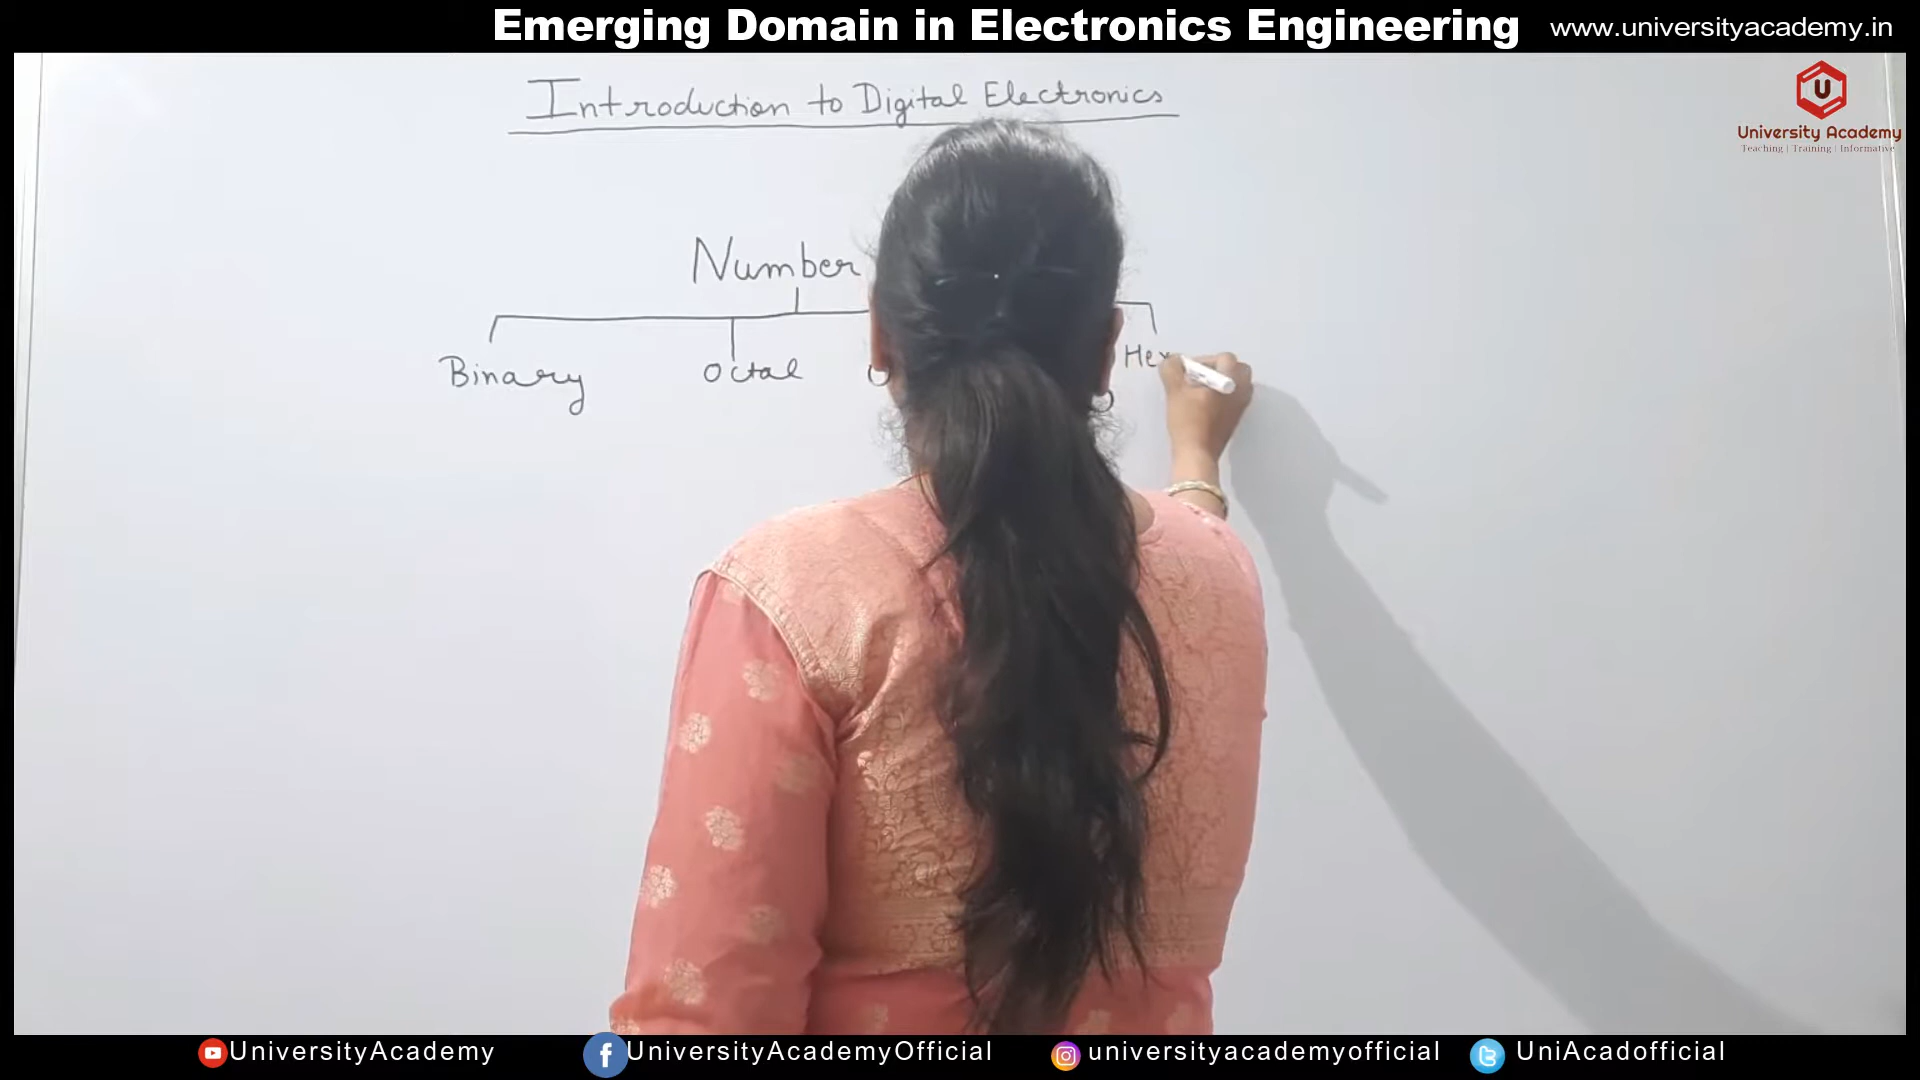 Emerging Domain in Electronics Engineering www.universityacademy.in
U
University Academy
Teaching | Training | Informative
Introduction to Digital Electronics
Number
Binary Octal Hex
UniversityAcademy UniversityAcademyOfficial universityacademyofficial UniAcadofficial